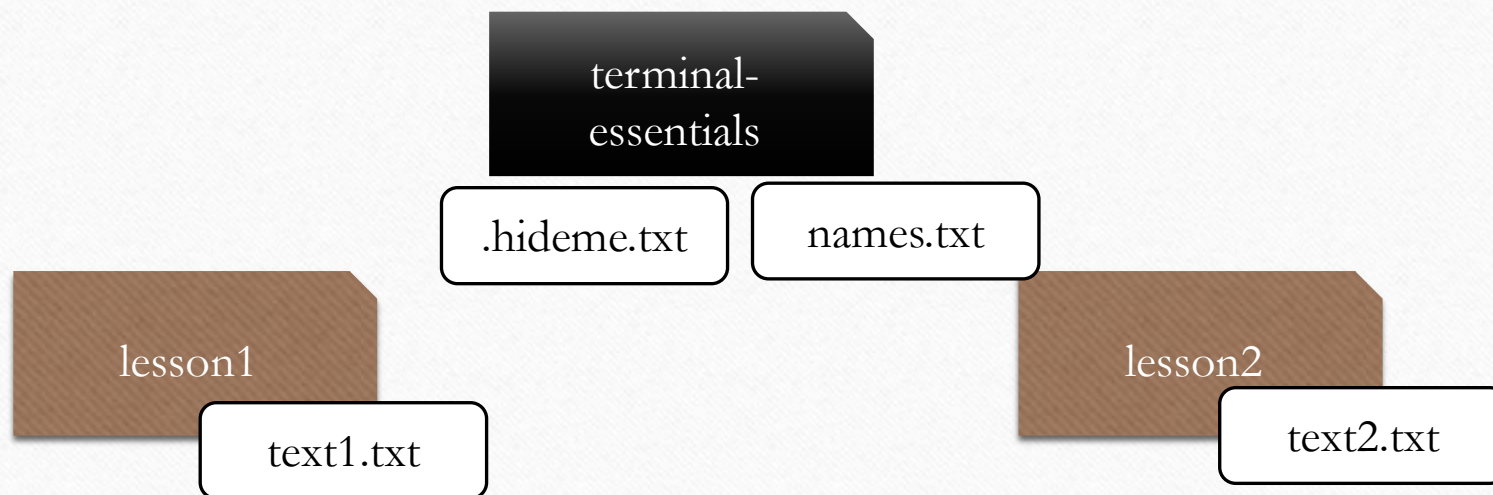 terminal-
essentials
.hideme.txt
names.txt
lesson1
lesson2
text1.txt
text2.txt